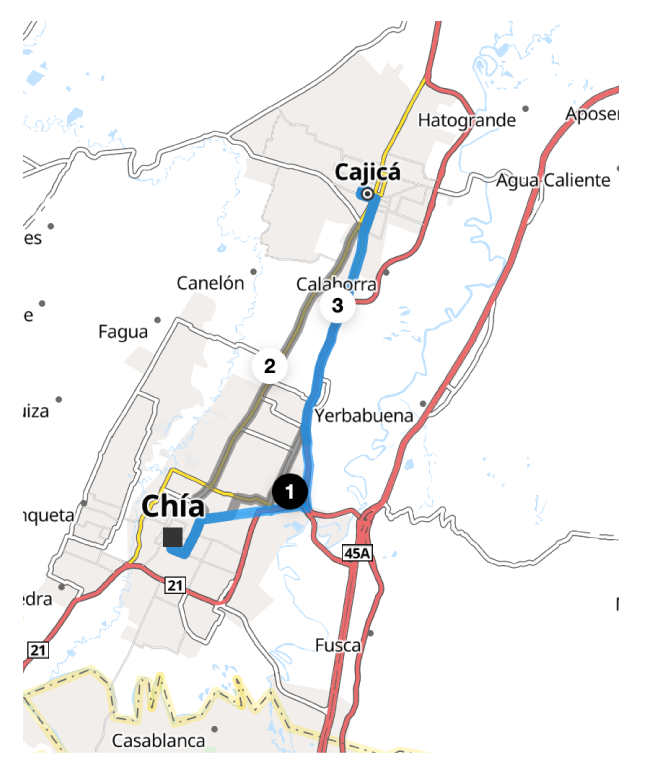 Hatogrande
Aposer
Cajicá
Agua Caliente
es
Canelón
Calahorra
e
3
Fagua
2
uiza
Yerbabuena
1
Chía
nqueta
45A
21
edra
21
Fusca
Casablanca